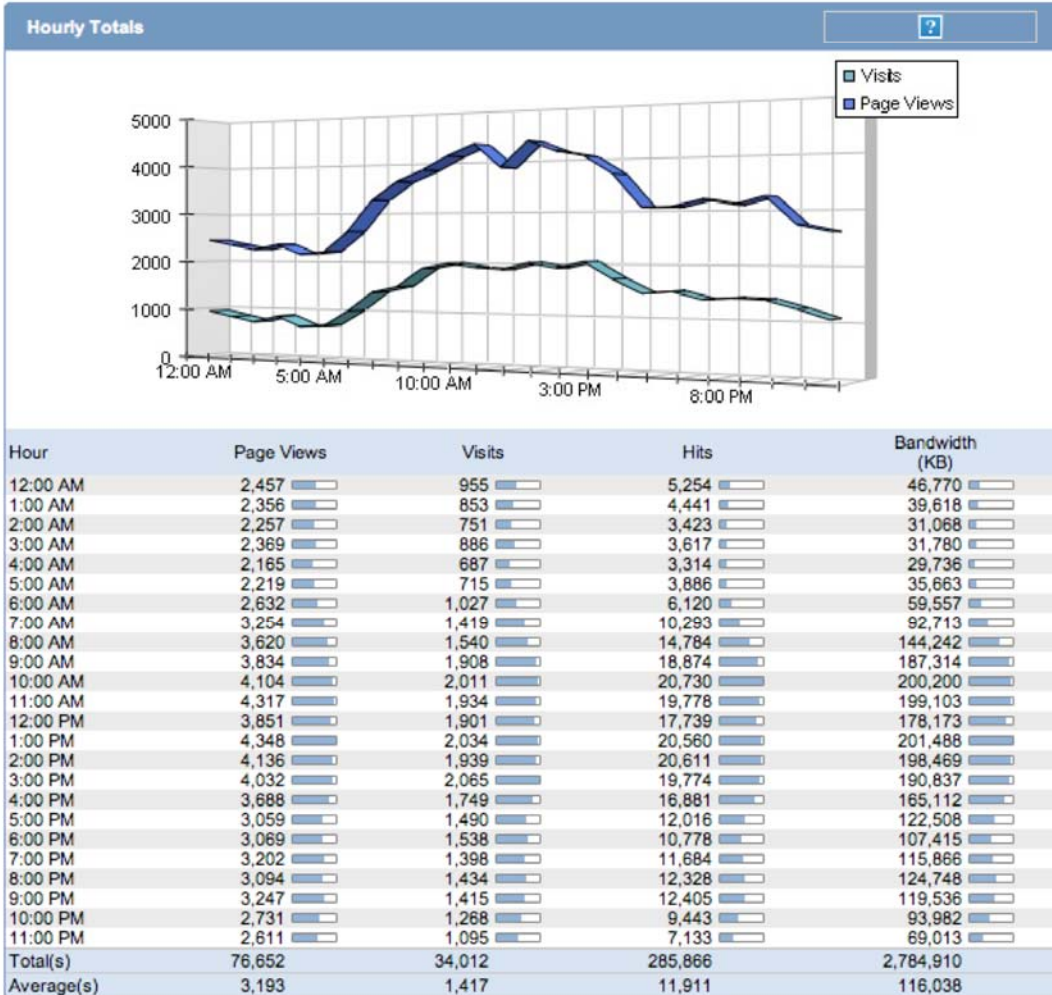 Hourly Totals
?
Visits
Page Views
5000
4000
3000
2000
1000
0
12:00 AM 5:00 AM 10:00 AM 3:00 PM 8:00 PM
Hour Page Views Visits Hits Bandwidth (KB)
12:00 AM 2,457 955 5,254 46,770
1:00 AM 2,356 853 4,441 39,618
2:00 AM 2,257 751 3,423 31,068
3:00 AM 2,369 886 3,617 31,780
4:00 AM 2,165 687 3,314 29,736
5:00 AM 2,219 715 3,886 35,663
6:00 AM 2,632 1,027 6,120 59,557
7:00 AM 3,254 1,419 10,293 92,713
8:00 AM 3,620 1,540 14,784 144,242
9:00 AM 3,834 1,908 18,874 187,314
10:00 AM 4,104 2,011 20,730 200,200
11:00 AM 4,317 1,934 19,778 199,103
12:00 PM 3,851 1,901 17,739 178,173
1:00 PM 4,348 2,034 20,560 201,488
2:00 PM 4,136 1,939 20,611 198,469
3:00 PM 4,032 2,065 19,774 190,837
4:00 PM 3,688 1,749 16,881 165,112
5:00 PM 3,059 1,490 12,016 122,508
6:00 PM 3,069 1,538 10,778 107,415
7:00 PM 3,202 1,398 11,684 115,866
8:00 PM 3,094 1,434 12,328 124,748
9:00 PM 3,247 1,415 12,405 119,536
10:00 PM 2,731 1,268 9,443 93,982
11:00 PM 2,611 1,095 7,133 69,013
Total(s) 76,652 34,012 285,866 2,784,910
Average(s) 3,193 1,417 11,911 116,038